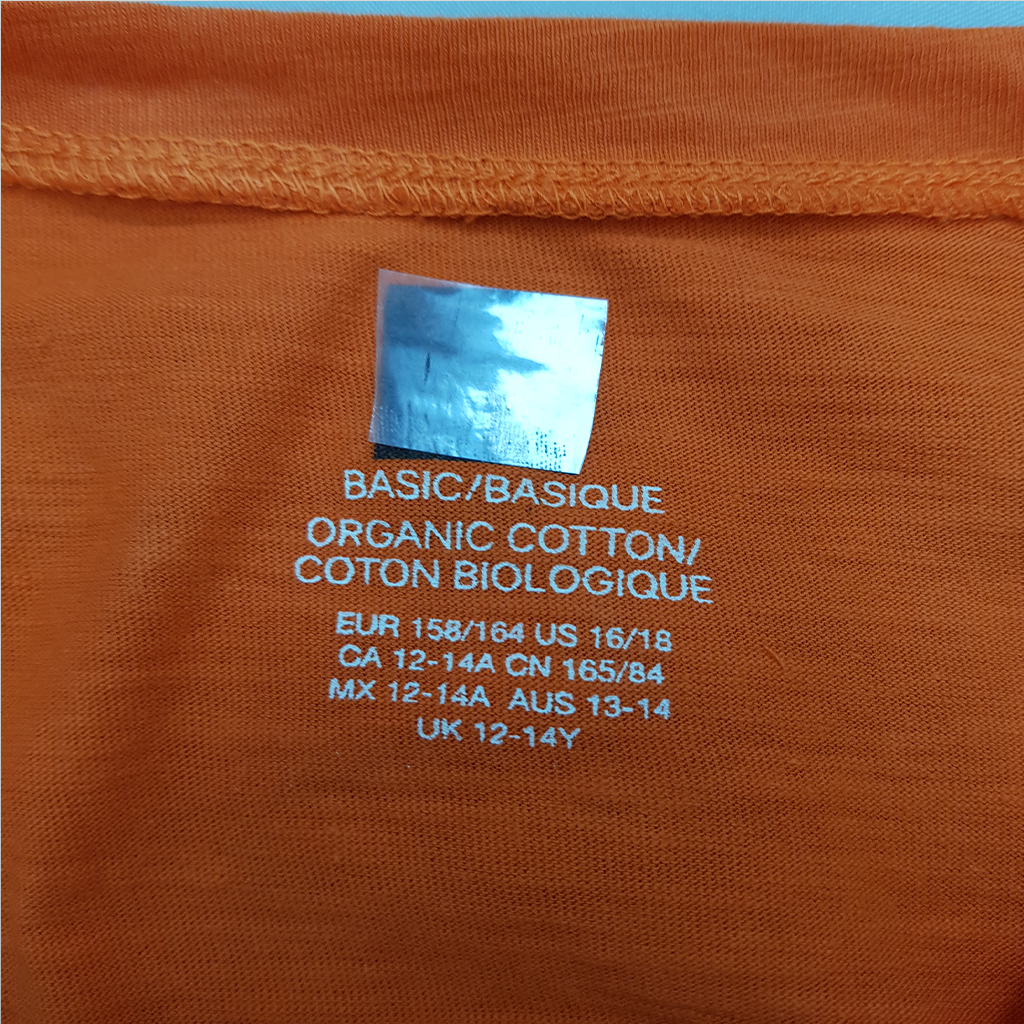 BASIC/BASIQUE
ORGANIC COTTON/
COTON BIOLOGIQUE
EUR 158/164 US 16/18
CA 12-14A CN 165/84
MX 12-14A AUS 13-14
UK 12-14Y